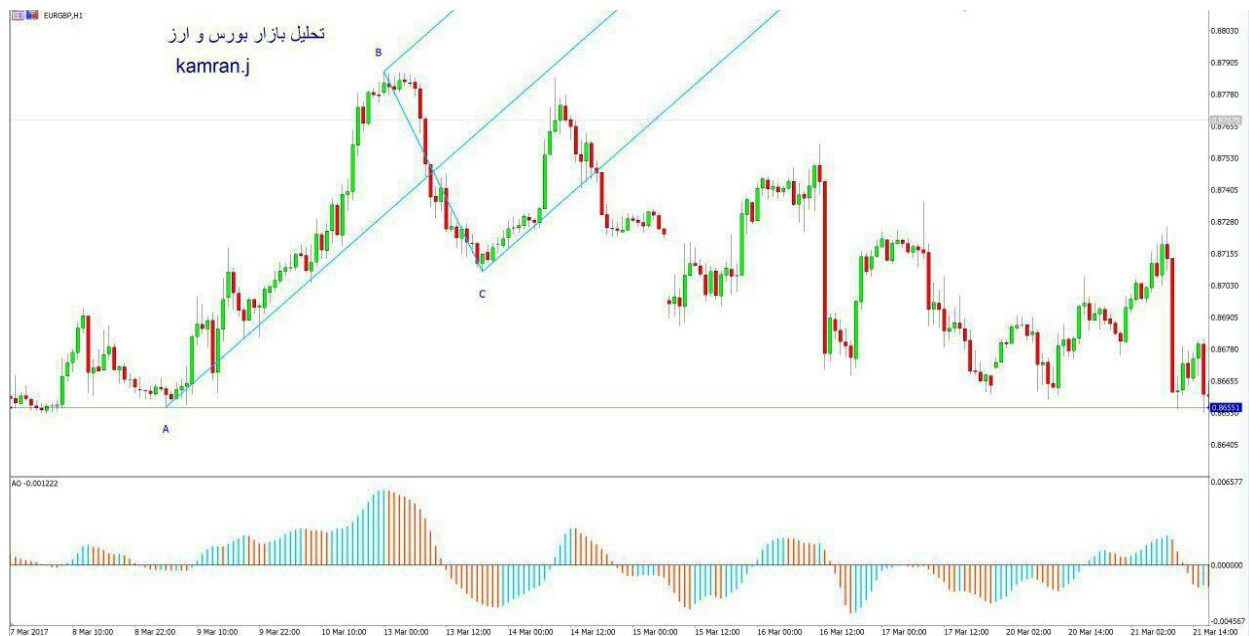 EURGBP,H1
تحلیل بازار بورس و ارز
kamran.j
B
C
A
0.88030
0.87905
0.87780
0.87655
0.87530
0.87405
0.87280
0.87155
0.87030
0.86905
0.86780
0.86655
0.86551
0.86530
0.86405
AO -0.001222
0.006577
0.000000
-0.004567
7 Mar 2017
8 Mar 10:00
8 Mar 22:00
9 Mar 10:00
9 Mar 22:00
10 Mar 10:00
13 Mar 00:00
13 Mar 12:00
14 Mar 00:00
14 Mar 12:00
15 Mar 00:00
15 Mar 12:00
16 Mar 00:00
16 Mar 12:00
17 Mar 00:00
17 Mar 12:00
20 Mar 02:00
20 Mar 14:00
21 Mar 02:00
21 Mar 14:00